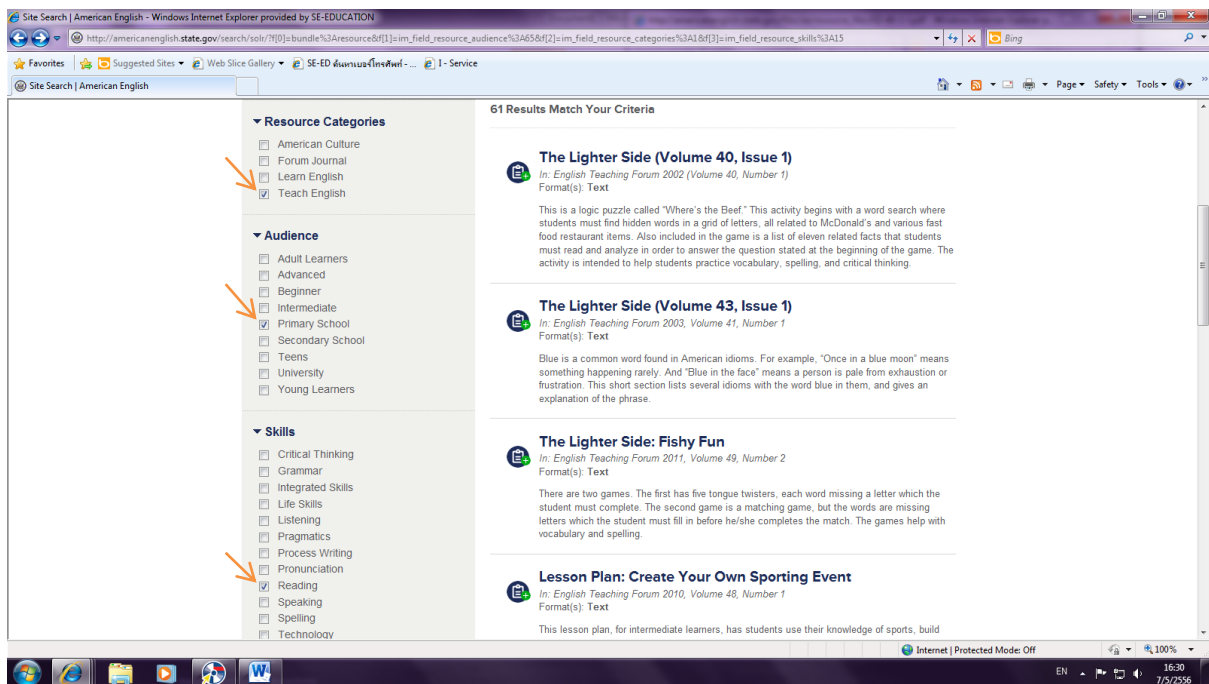 Site Search | American English - Windows Internet Explorer provided by SE-EDUCATION
http://americanenglish.state.gov/search/solr/?f[0]=bundle%3Aresource&f[1]=im_field_resource_audience%3A65&f[2]=im_field_resource_categories%3A1&f[3]=im_field_resource_skills%3A15
Bing
Favorites
Suggested Sites
Web Slice Gallery
SE-ED ค้นหาเบอร์โทรศัพท์ - ...
I - Service
Site Search | American English
Page
Safety
Tools
Resource Categories
American Culture
Forum Journal
Learn English
Teach English
Audience
Adult Learners
Advanced
Beginner
Intermediate
Primary School
Secondary School
Teens
University
Young Learners
Skills
Critical Thinking
Grammar
Integrated Skills
Life Skills
Listening
Pragmatics
Process Writing
Pronunciation
Reading
Speaking
Spelling
Technology
61 Results Match Your Criteria
The Lighter Side (Volume 40, Issue 1)
In: English Teaching Forum 2002 (Volume 40, Number 1)
Format(s): Text
This is a logic puzzle called "Where's the Beef." This activity begins with a word search where
students must find hidden words in a grid of letters, all related to McDonald's and various fast
food restaurant items. Also included in the game is a list of eleven related facts that students
must read and analyze in order to answer the question stated at the beginning of the game. The
activity is intended to help students practice vocabulary, spelling, and critical thinking.
The Lighter Side (Volume 43, Issue 1)
In: English Teaching Forum 2003, Volume 41, Number 1
Format(s): Text
Blue is a common word found in American idioms. For example, "Once in a blue moon" means
something happening rarely. And "Blue in the face" means a person is pale from exhaustion or
frustration. This short section lists several idioms with the word blue in them, and gives an
explanation of the phrase.
The Lighter Side: Fishy Fun
In: English Teaching Forum 2011, Volume 49, Number 2
Format(s): Text
There are two games. The first has five tongue twisters, each word missing a letter which the
student must complete. The second game is a matching game, but the words are missing
letters which the student must fill in before he/she completes the match. The games help with
vocabulary and spelling.
Lesson Plan: Create Your Own Sporting Event
In: English Teaching Forum 2010, Volume 48, Number 1
Format(s): Text
This lesson plan, for intermediate learners, has students use their knowledge of sports, build
Internet | Protected Mode: Off
100%
EN
16:30
7/5/2556